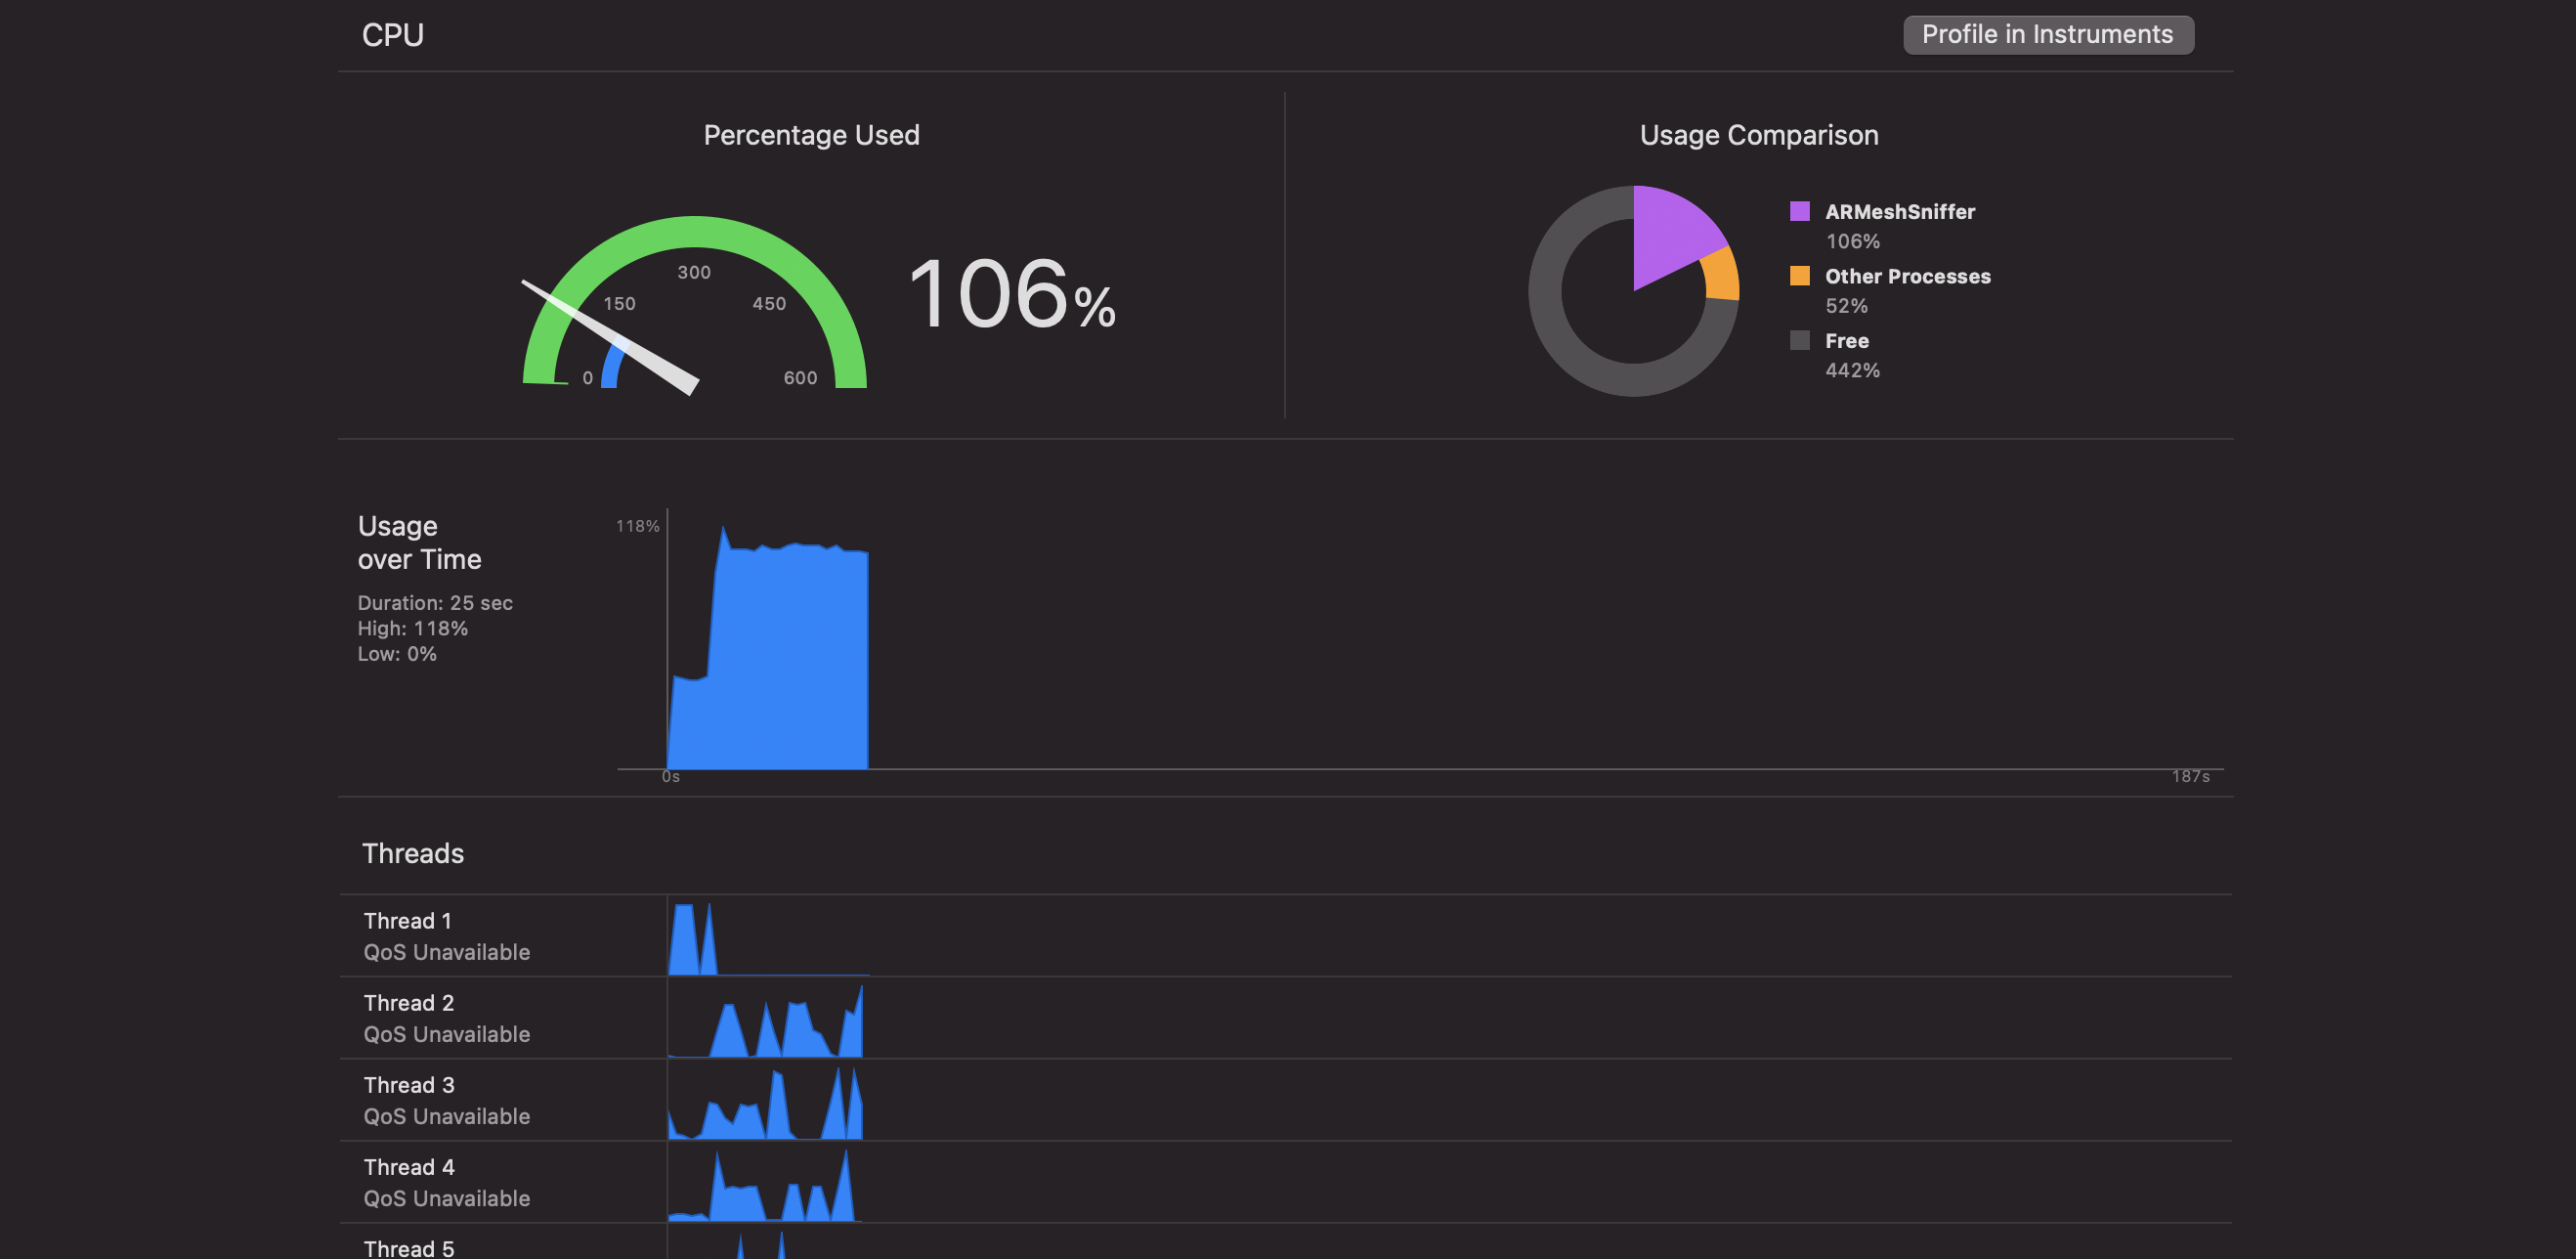 CPU
Profile in Instruments
Percentage Used
0
150
300
450
600
106%
Usage Comparison
ARMeshSniffer
106%
Other Processes
52%
Free
442%
Usage
over Time
Duration: 25 sec
High: 118%
Low: 0%
118%
0s
187s
Threads
Thread 1
QoS Unavailable
Thread 2
QoS Unavailable
Thread 3
QoS Unavailable
Thread 4
QoS Unavailable
Thread 5